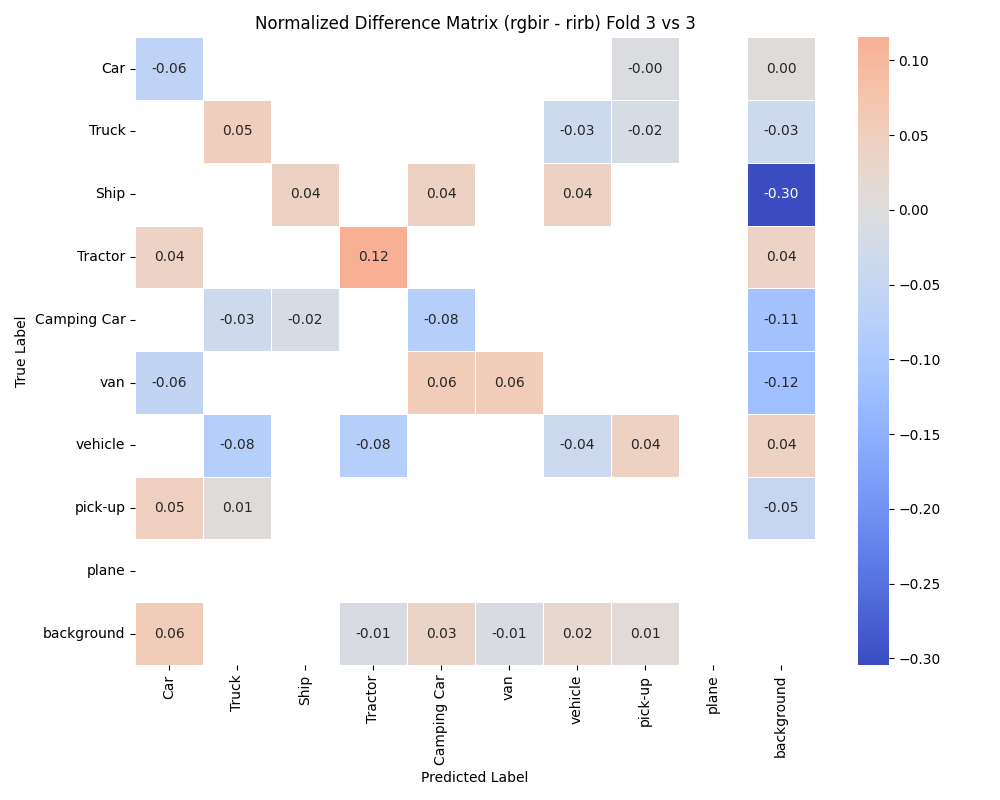 Normalized Difference Matrix (rgbir - rirb) Fold 3 vs 3
Car -0.06 -0.00 0.00
Truck 0.05 -0.03 -0.02 -0.03
Ship 0.04 0.04 0.04 -0.30
Tractor 0.04 0.12 0.04
Camping Car -0.03 -0.02 -0.08 -0.11
van -0.06 0.06 0.06 -0.12
vehicle -0.08 -0.08 -0.04 0.04 0.04
pick-up 0.05 0.01 -0.05
plane
background 0.06 -0.01 0.03 -0.01 0.02 0.01
True Label
Car
Truck
Ship
Tractor
Camping Car
van
vehicle
pick-up
plane
background
Predicted Label
0.10
0.05
0.00
−0.05
−0.10
−0.15
−0.20
−0.25
−0.30